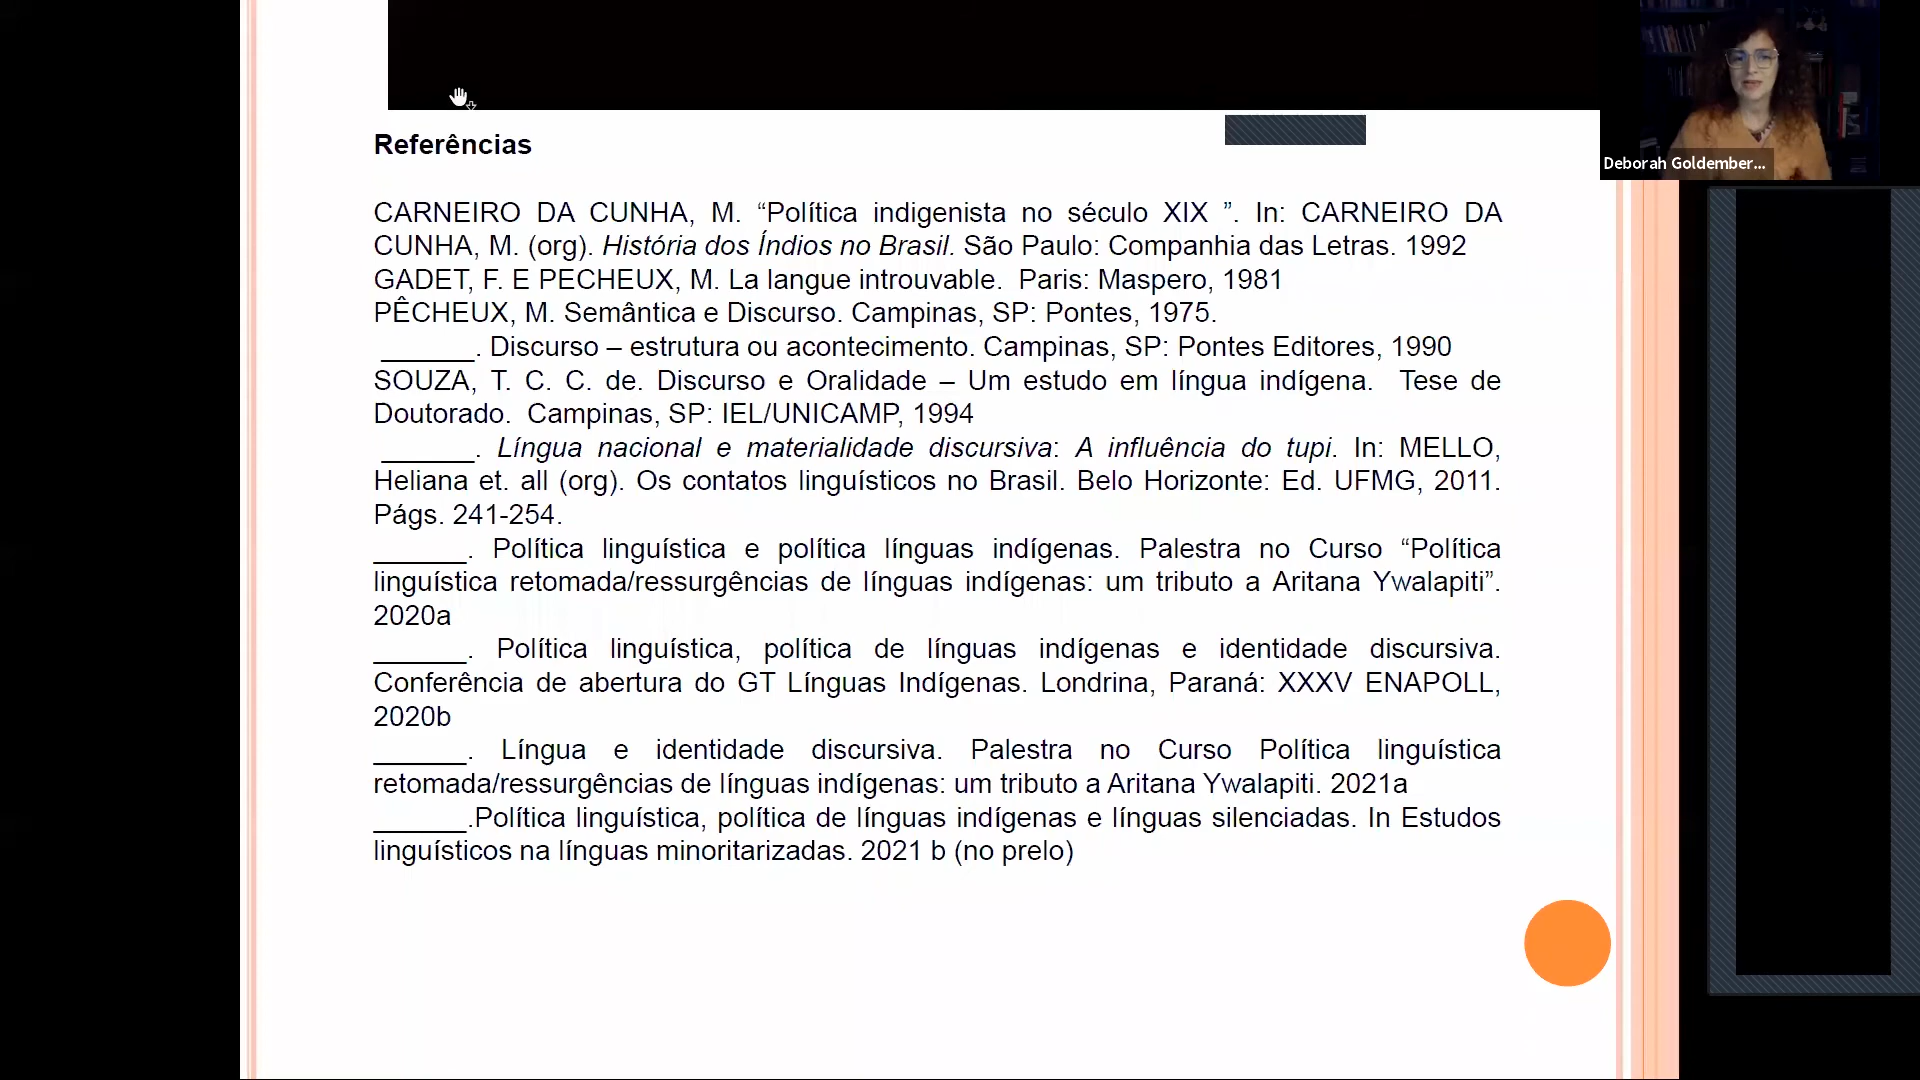 Deborah Goldember...
Referências
CARNEIRO DA CUNHA, M. “Política indigenista no século XIX ”. In: CARNEIRO DA
CUNHA, M. (org). História dos Índios no Brasil. São Paulo: Companhia das Letras. 1992
GADET, F. E PECHEUX, M. La langue introuvable. Paris: Maspero, 1981
PÊCHEUX, M. Semântica e Discurso. Campinas, SP: Pontes, 1975.
______. Discurso – estrutura ou acontecimento. Campinas, SP: Pontes Editores, 1990
SOUZA, T. C. C. de. Discurso e Oralidade – Um estudo em língua indígena. Tese de
Doutorado. Campinas, SP: IEL/UNICAMP, 1994
______. Língua nacional e materialidade discursiva: A influência do tupi. In: MELLO,
Heliana et. all (org). Os contatos linguísticos no Brasil. Belo Horizonte: Ed. UFMG, 2011.
Págs. 241-254.
______. Política linguística e política línguas indígenas. Palestra no Curso “Política
linguística retomada/ressurgências de línguas indígenas: um tributo a Aritana Ywalapiti”.
2020a
______. Política linguística, política de línguas indígenas e identidade discursiva.
Conferência de abertura do GT Línguas Indígenas. Londrina, Paraná: XXXV ENAPOLL,
2020b
______. Língua e identidade discursiva. Palestra no Curso Política linguística
retomada/ressurgências de línguas indígenas: um tributo a Aritana Ywalapiti. 2021a
______.Política linguística, política de línguas indígenas e línguas silenciadas. In Estudos
linguísticos na línguas minoritarizadas. 2021 b (no prelo)